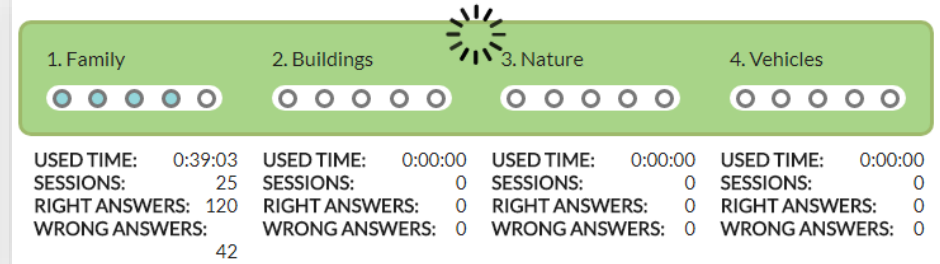 1. Family 2. Buildings 3. Nature 4. Vehicles
USED TIME: 0:39:03 USED TIME: 0:00:00 USED TIME: 0:00:00 USED TIME: 0:00:00
SESSIONS: 25 SESSIONS: 0 SESSIONS: 0 SESSIONS: 0
RIGHT ANSWERS: 120 RIGHT ANSWERS: 0 RIGHT ANSWERS: 0 RIGHT ANSWERS: 0
WRONG ANSWERS: WRONG ANSWERS: 0 WRONG ANSWERS: 0 WRONG ANSWERS: 0
42